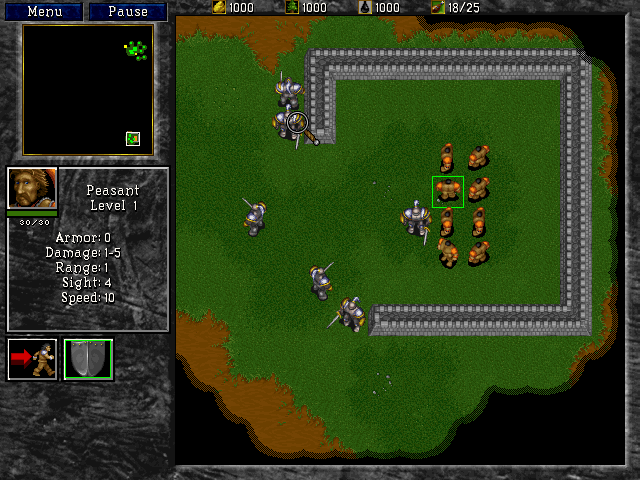 Menu Pause 1000 1000 1000 18/25
30/30
Peasant
Level 1
Armor: 0
Damage: 1-5
Range: 1
Sight: 4
Speed: 10